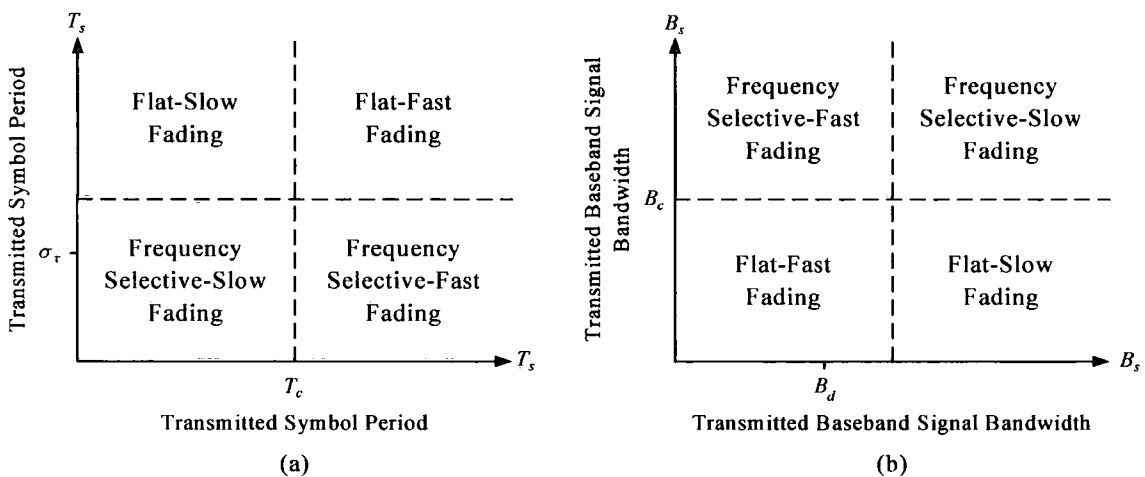 T_s
Transmitted Symbol Period
Flat-Slow
Fading
Flat-Fast
Fading
σ_τ
Frequency
Selective-Slow
Fading
Frequency
Selective-Fast
Fading
T_s
T_c
Transmitted Symbol Period
(a)
B_s
Transmitted Baseband Signal
Bandwidth
Frequency
Selective-Fast
Fading
Frequency
Selective-Slow
Fading
B_c
Flat-Fast
Fading
Flat-Slow
Fading
B_s
B_d
Transmitted Baseband Signal Bandwidth
(b)